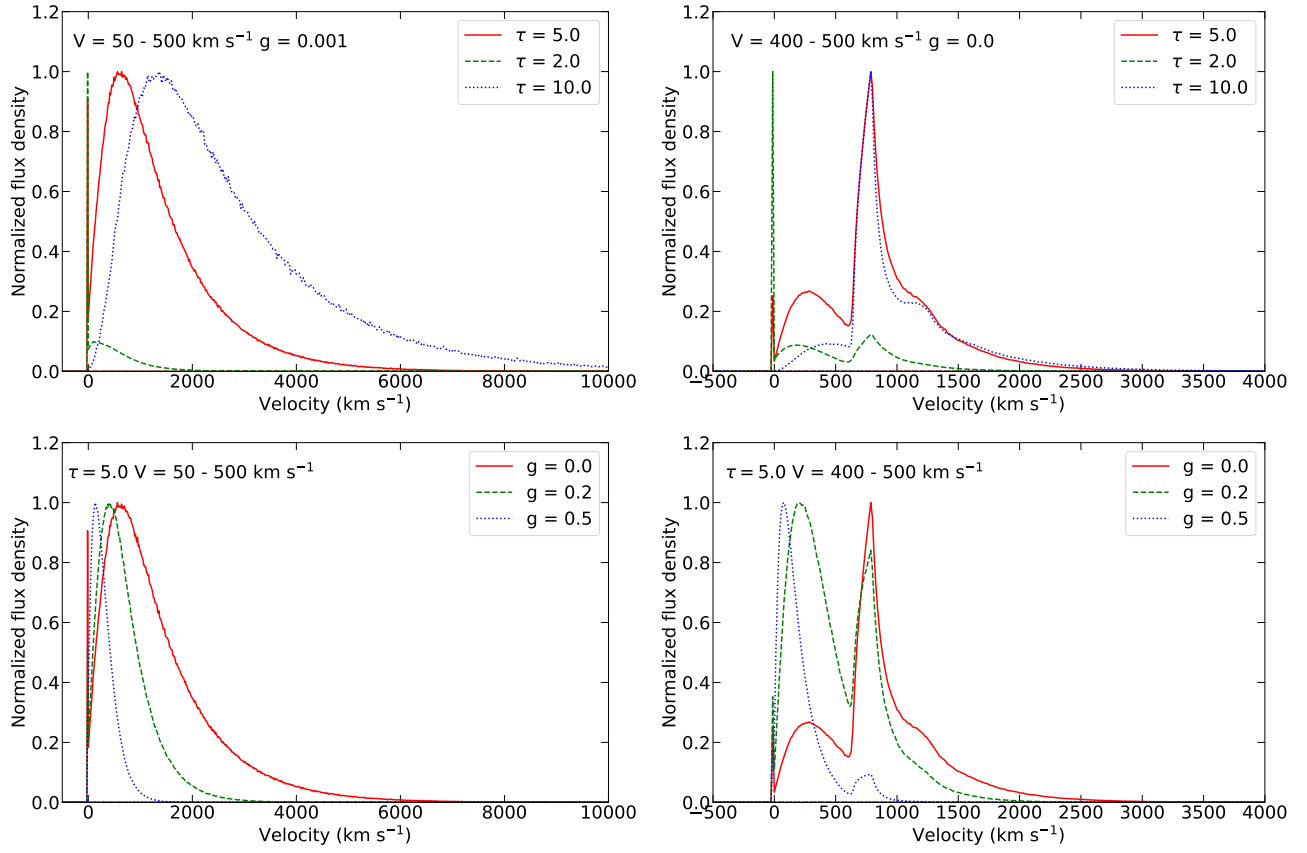 V = 50 - 500 km s⁻¹ g = 0.001
τ = 5.0
τ = 2.0
τ = 10.0
Normalized flux density
1.2
1.0
0.8
0.6
0.4
0.2
0.0
0 2000 4000 6000 8000 10000
Velocity (km s⁻¹)
V = 400 - 500 km s⁻¹ g = 0.0
τ = 5.0
τ = 2.0
τ = 10.0
Normalized flux density
1.2
1.0
0.8
0.6
0.4
0.2
0.0
−500 0 500 1000 1500 2000 2500 3000 3500 4000
Velocity (km s⁻¹)
τ = 5.0 V = 50 - 500 km s⁻¹
g = 0.0
g = 0.2
g = 0.5
Normalized flux density
1.2
1.0
0.8
0.6
0.4
0.2
0.0
0 2000 4000 6000 8000 10000
Velocity (km s⁻¹)
τ = 5.0 V = 400 - 500 km s⁻¹
g = 0.0
g = 0.2
g = 0.5
Normalized flux density
1.2
1.0
0.8
0.6
0.4
0.2
0.0
−500 0 500 1000 1500 2000 2500 3000 3500 4000
Velocity (km s⁻¹)